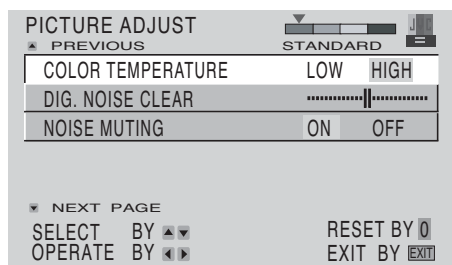 PICTURE ADJUST
PREVIOUS STANDARD
COLOR TEMPERATURE LOW HIGH
DIG. NOISE CLEAR
NOISE MUTING ON OFF
NEXT PAGE
SELECT BY RESET BY 0
OPERATE BY EXIT BY EXIT